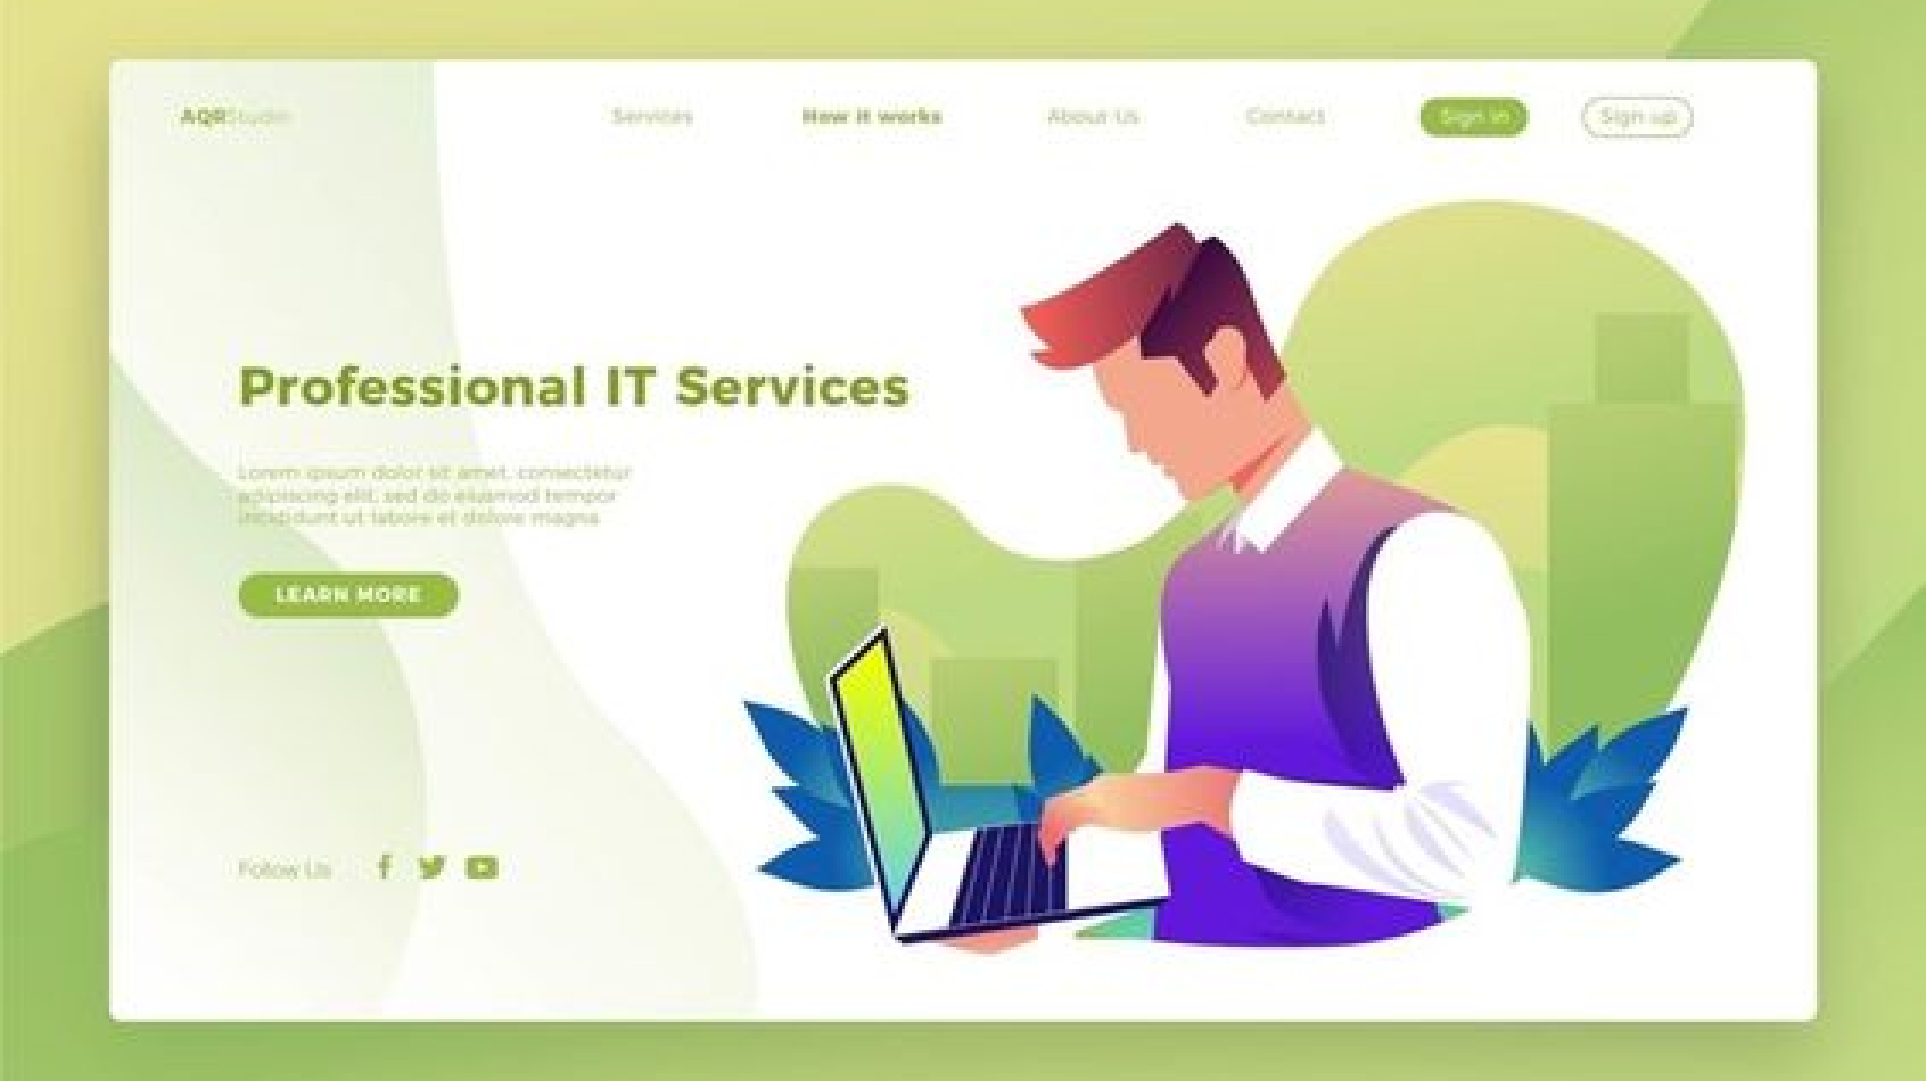 AQRStudio
Services
How it works
About Us
Contact
Sign in
Sign up
Professional IT Services
Lorem ipsum dolor sit amet, consectetur
adipiscing elit, sed do eiusmod tempor
ut labore et dolore magna
LEARN MORE
Follow Us